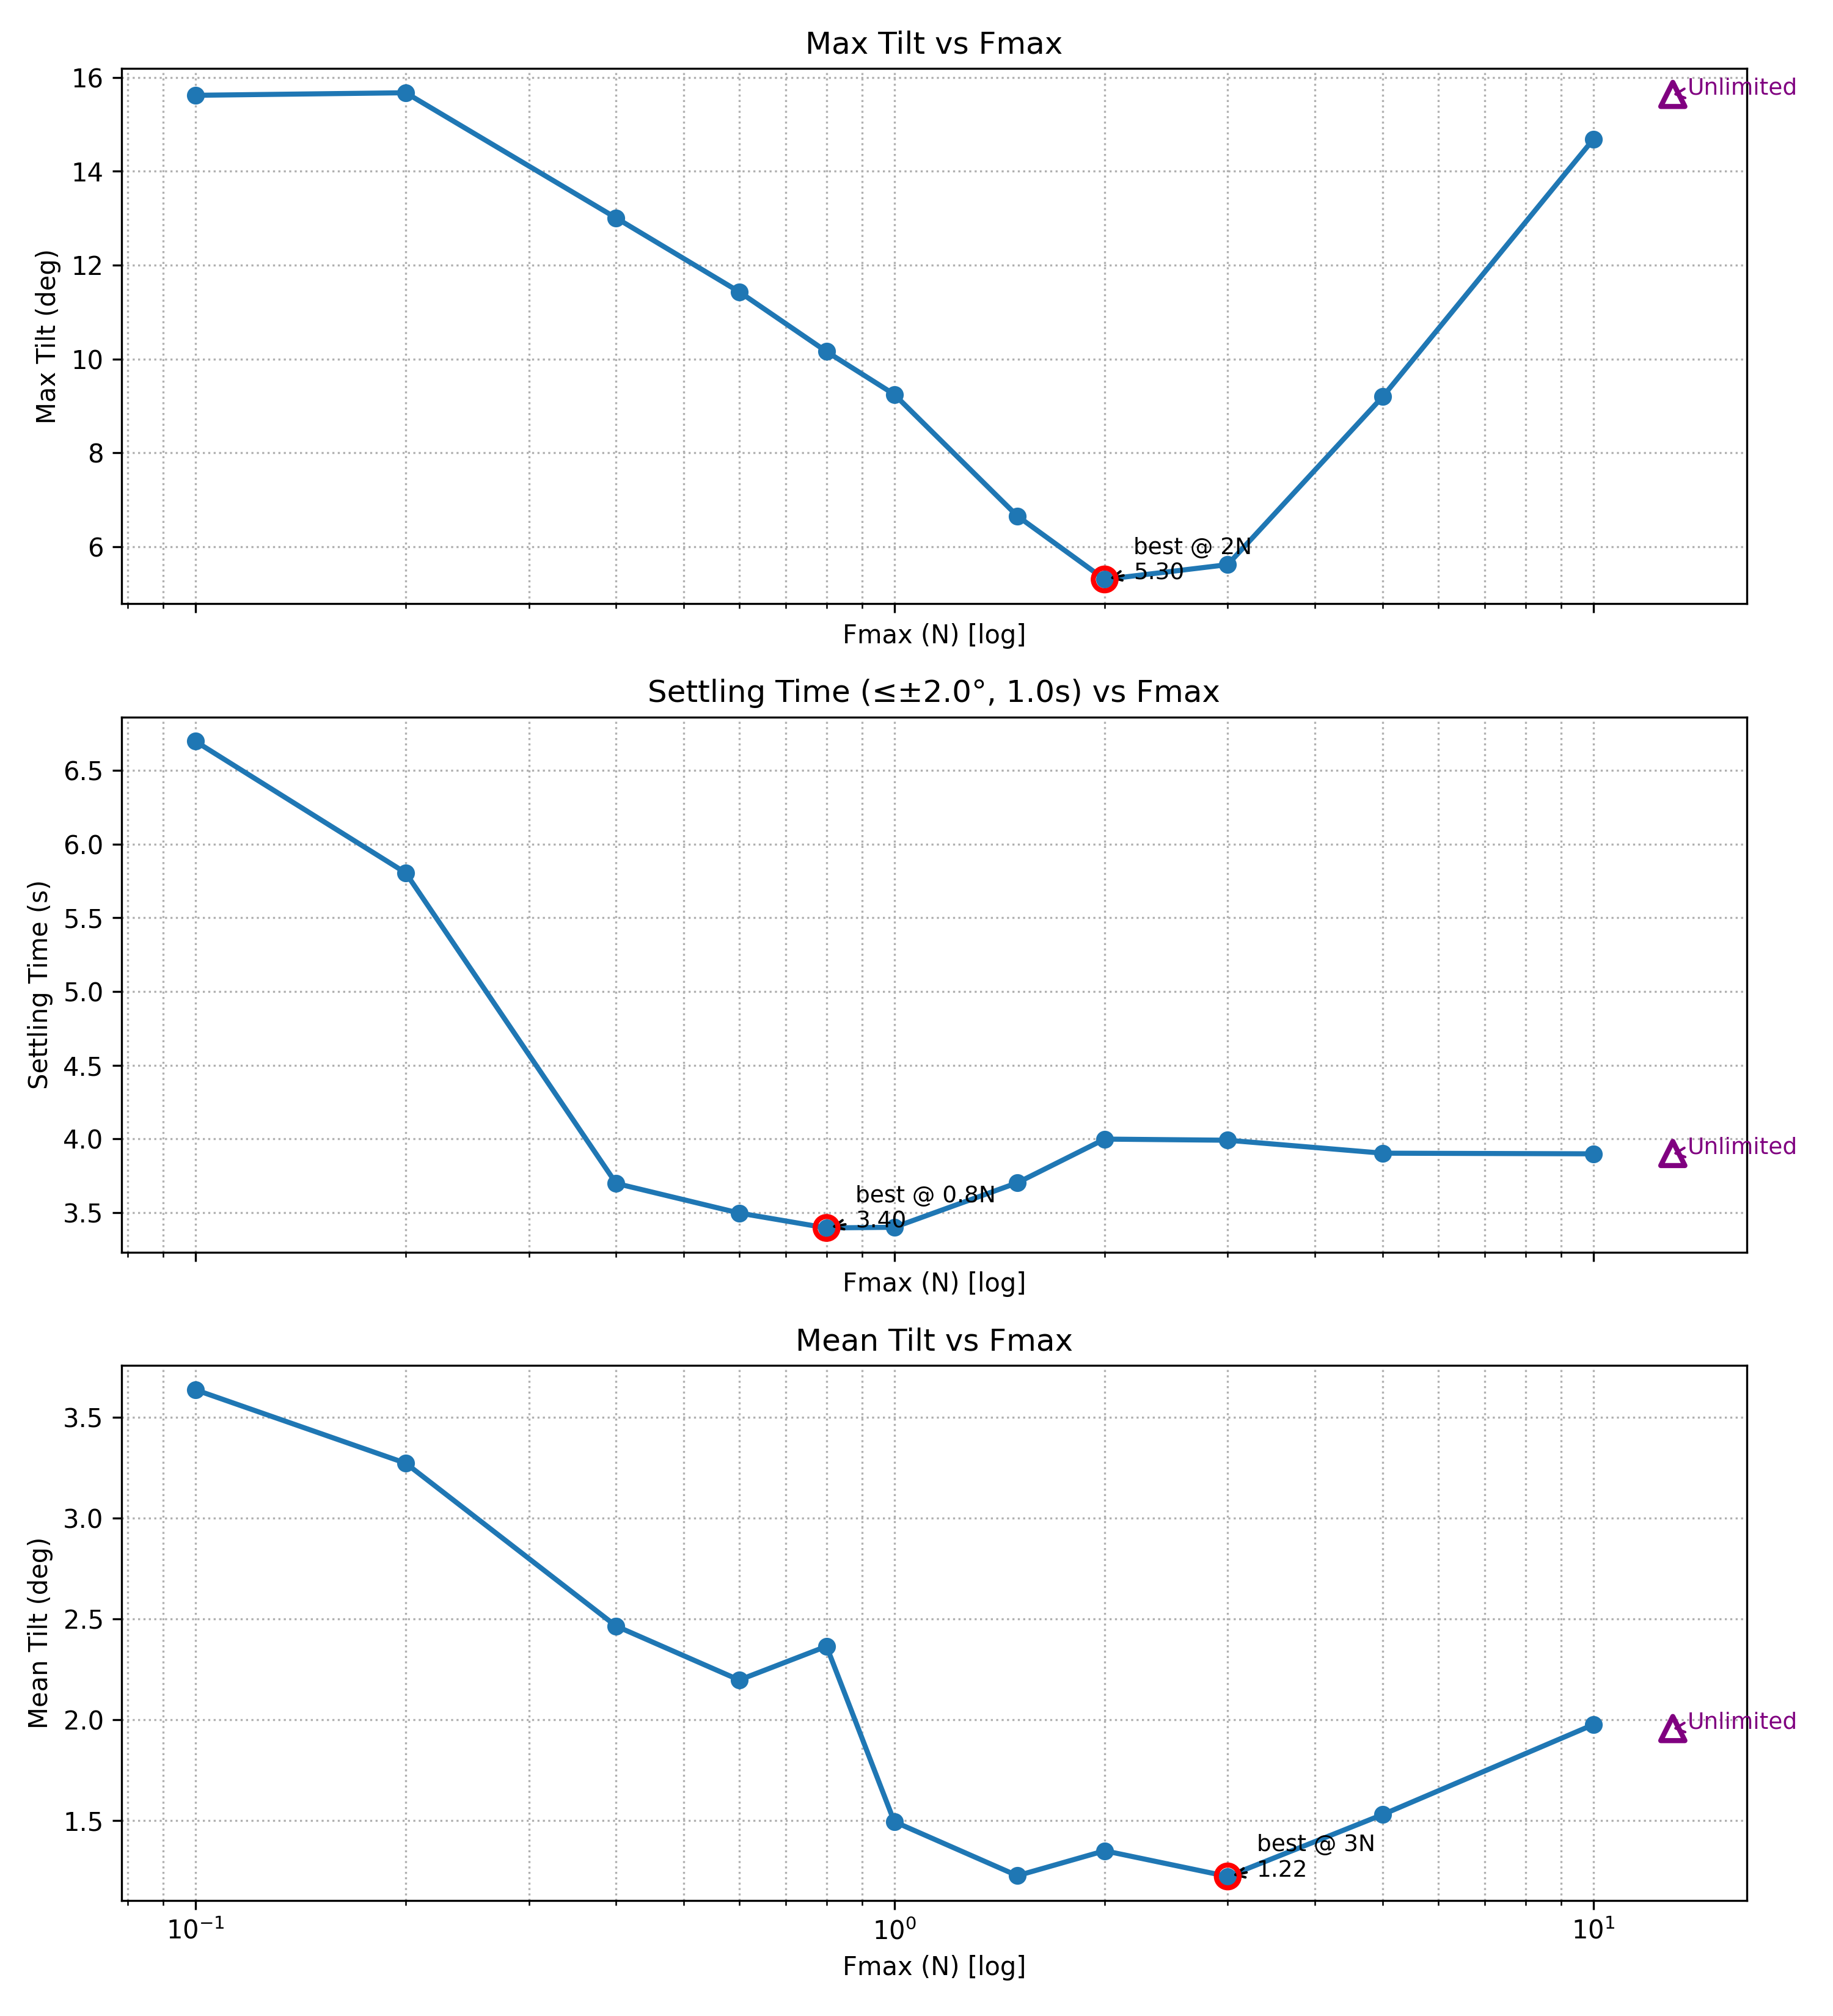 Max Tilt vs Fmax
16
14
12
10
8
6
Max Tilt (deg)
Unlimited
best @ 2N
5.30
Fmax (N) [log]
Settling Time (≤±2.0°, 1.0s) vs Fmax
6.5
6.0
5.5
5.0
4.5
4.0
3.5
Settling Time (s)
Unlimited
best @ 0.8N
3.40
Fmax (N) [log]
Mean Tilt vs Fmax
3.5
3.0
2.5
2.0
1.5
Mean Tilt (deg)
Unlimited
best @ 3N
1.22
10⁻¹ 10⁰ 10¹
Fmax (N) [log]